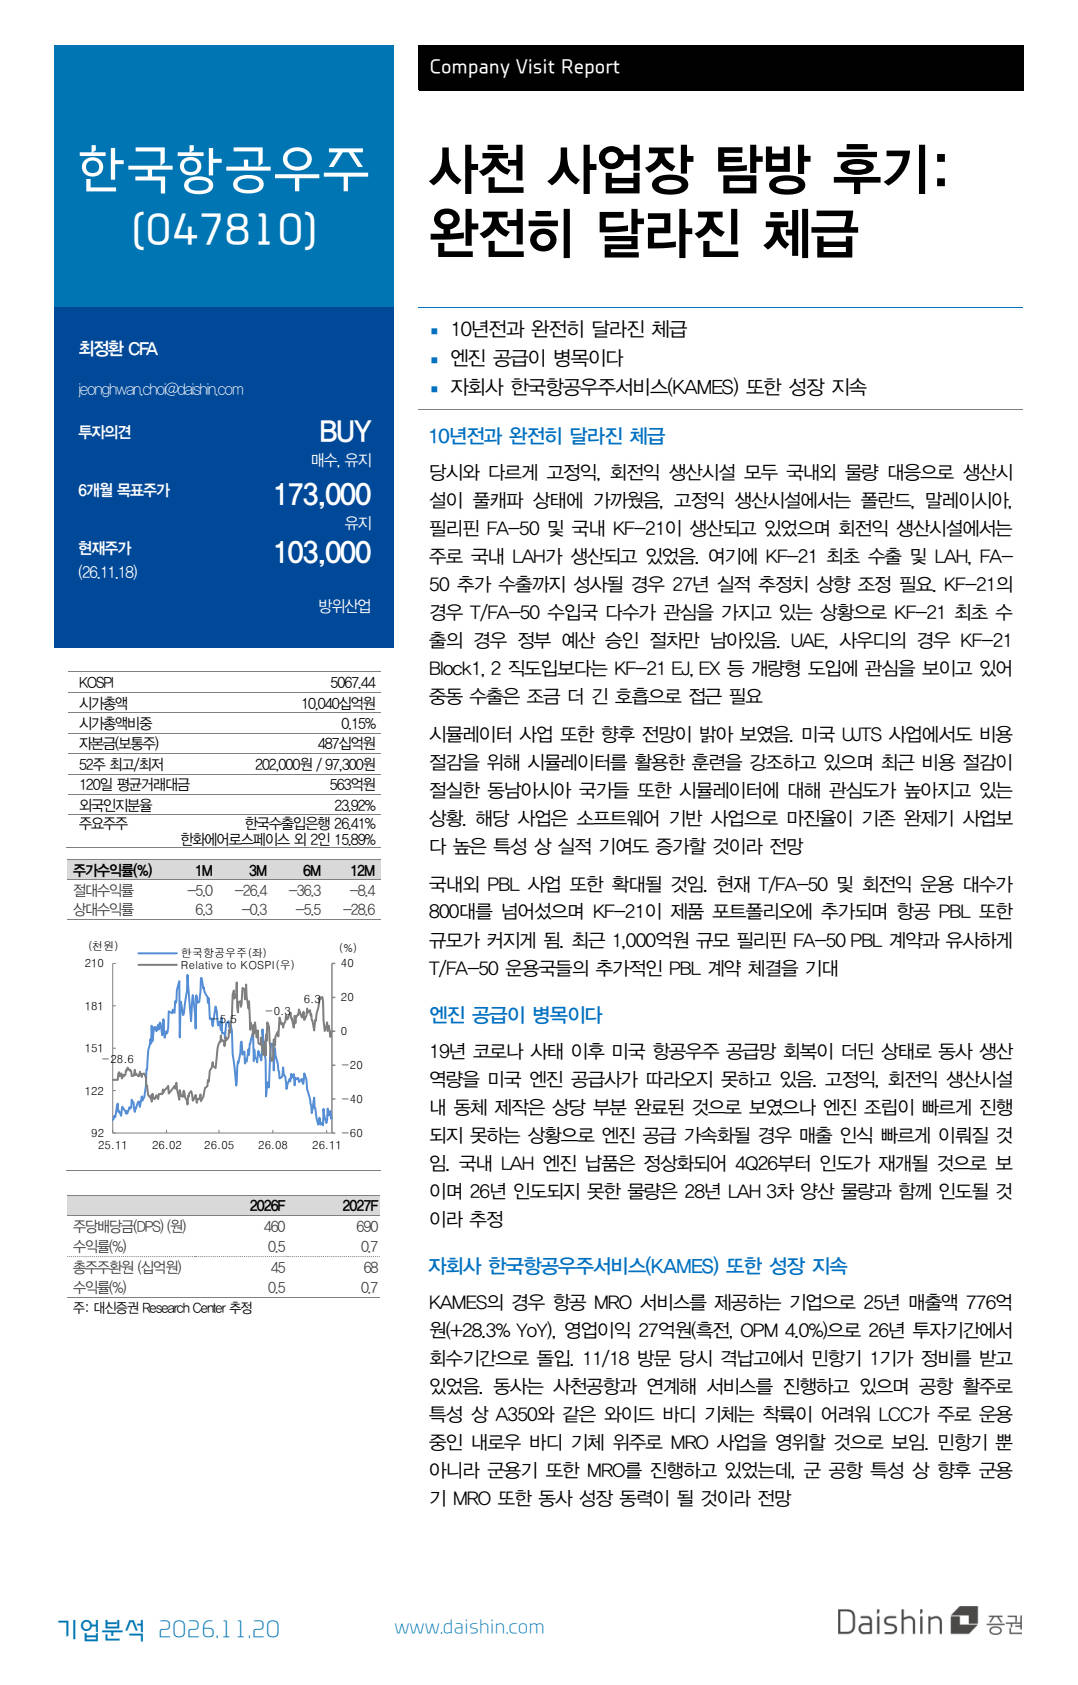 Company Visit Report
한국항공우주
(047810)
사천 사업장 탐방 후기:
완전히 달라진 체급
최정환 CFA
jeonghwan.choi@daishin.com
투자의견 BUY
매수, 유지
6개월 목표주가 173,000
유지
현재주가 103,000
(26.11.18)
방위산업
KOSPI 5067.44
시가총액 10,040십억원
시가총액비중 0.15%
자본금(보통주) 487십억원
52주 최고/최저 202,000원 / 97,300원
120일 평균거래대금 563억원
외국인지분율 23.92%
주요주주 한국수출입은행 26.41%
한화에어로스페이스 외 2인 15.89%
주가수익률(%) 1M 3M 6M 12M
절대수익률 -5.0 -26.4 -36.3 -8.4
상대수익률 6.3 -0.3 -5.5 -28.6
(천원) (%)
한국항공우주(좌)
Relative to KOSPI(우)
210 40
181 20
151 0
122 -20
92 -40
-60
-28.6
-5.5
-0.3
6.3
25.11 26.02 26.05 26.08 26.11
2026F 2027F
주당배당금(DPS) (원) 460 690
수익률(%) 0.5 0.7
총주주환원 (십억원) 45 68
수익률(%) 0.5 0.7
주: 대신증권 Research Center 추정
▪ 10년전과 완전히 달라진 체급
▪ 엔진 공급이 병목이다
▪ 자회사 한국항공우주서비스(KAMES) 또한 성장 지속
10년전과 완전히 달라진 체급
당시와 다르게 고정익, 회전익 생산시설 모두 국내외 물량 대응으로 생산시
설이 풀캐파 상태에 가까웠음. 고정익 생산시설에서는 폴란드, 말레이시아,
필리핀 FA-50 및 국내 KF-21이 생산되고 있었으며 회전익 생산시설에서는
주로 국내 LAH가 생산되고 있었음. 여기에 KF-21 최초 수출 및 LAH, FA-
50 추가 수출까지 성사될 경우 27년 실적 추정치 상향 조정 필요. KF-21의
경우 T/FA-50 수입국 다수가 관심을 가지고 있는 상황으로 KF-21 최초 수
출의 경우 정부 예산 승인 절차만 남아있음. UAE, 사우디의 경우 KF-21
Block1, 2 직도입보다는 KF-21 EJ, EX 등 개량형 도입에 관심을 보이고 있어
중동 수출은 조금 더 긴 호흡으로 접근 필요
시뮬레이터 사업 또한 향후 전망이 밝아 보였음. 미국 UJTS 사업에서도 비용
절감을 위해 시뮬레이터를 활용한 훈련을 강조하고 있으며 최근 비용 절감이
절실한 동남아시아 국가들 또한 시뮬레이터에 대해 관심도가 높아지고 있는
상황. 해당 사업은 소프트웨어 기반 사업으로 마진율이 기존 완제기 사업보
다 높은 특성 상 실적 기여도 증가할 것이라 전망
국내외 PBL 사업 또한 확대될 것임. 현재 T/FA-50 및 회전익 운용 대수가
800대를 넘어섰으며 KF-21이 제품 포트폴리오에 추가되며 항공 PBL 또한
규모가 커지게 됨. 최근 1,000억원 규모 필리핀 FA-50 PBL 계약과 유사하게
T/FA-50 운용국들의 추가적인 PBL 계약 체결을 기대
엔진 공급이 병목이다
19년 코로나 사태 이후 미국 항공우주 공급망 회복이 더딘 상태로 동사 생산
역량을 미국 엔진 공급사가 따라오지 못하고 있음. 고정익, 회전익 생산시설
내 동체 제작은 상당 부분 완료된 것으로 보였으나 엔진 조립이 빠르게 진행
되지 못하는 상황으로 엔진 공급 가속화될 경우 매출 인식 빠르게 이뤄질 것
임. 국내 LAH 엔진 납품은 정상화되어 4Q26부터 인도가 재개될 것으로 보
이며 26년 인도되지 못한 물량은 28년 LAH 3차 양산 물량과 함께 인도될 것
이라 추정
자회사 한국항공우주서비스(KAMES) 또한 성장 지속
KAMES의 경우 항공 MRO 서비스를 제공하는 기업으로 25년 매출액 776억
원(+28.3% YoY), 영업이익 27억원(흑전, OPM 4.0%)으로 26년 투자기간에서
회수기간으로 돌입. 11/18 방문 당시 격납고에서 민항기 1기가 정비를 받고
있었음. 동사는 사천공항과 연계해 서비스를 진행하고 있으며 공항 활주로
특성 상 A350와 같은 와이드 바디 기체는 착륙이 어려워 LCC가 주로 운용
중인 내로우 바디 기체 위주로 MRO 사업을 영위할 것으로 보임. 민항기 뿐
아니라 군용기 또한 MRO를 진행하고 있었는데, 군 공항 특성 상 향후 군용
기 MRO 또한 동사 성장 동력이 될 것이라 전망
기업분석 2026.11.20
www.daishin.com
Daishin 증권